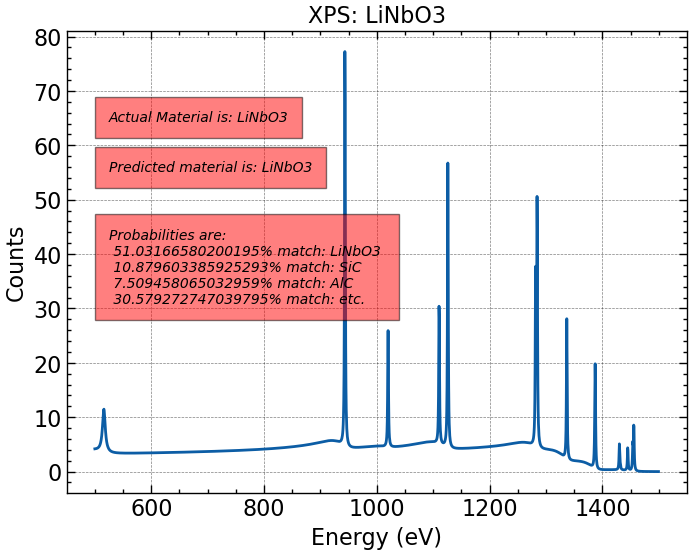 XPS: LiNbO3
80
70
60
50
40
30
20
10
0
Counts
Actual Material is: LiNbO3
Predicted material is: LiNbO3
Probabilities are:
51.03166580200195% match: LiNbO3
10.879603385925293% match: SiC
7.509458065032959% match: AlC
30.579272747039795% match: etc.
600 800 1000 1200 1400
Energy (eV)